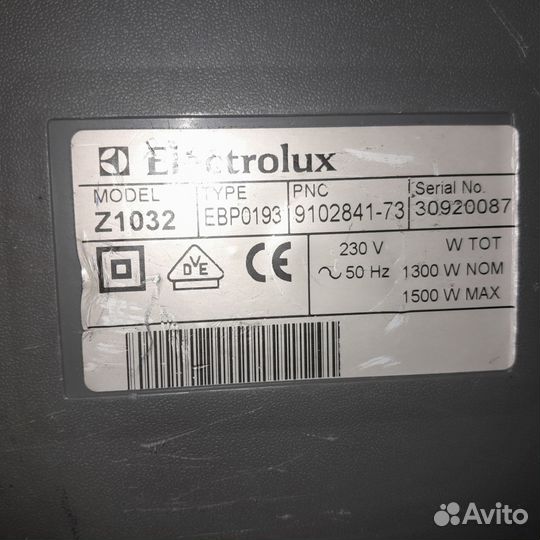 Electrolux
MODEL TYPE PNC Serial No.
Z1032 EBP0193 9102841-73 30920087
DVE
CE
230 V W TOT
50 Hz 1300 W NOM
1500 W MAX
Avito